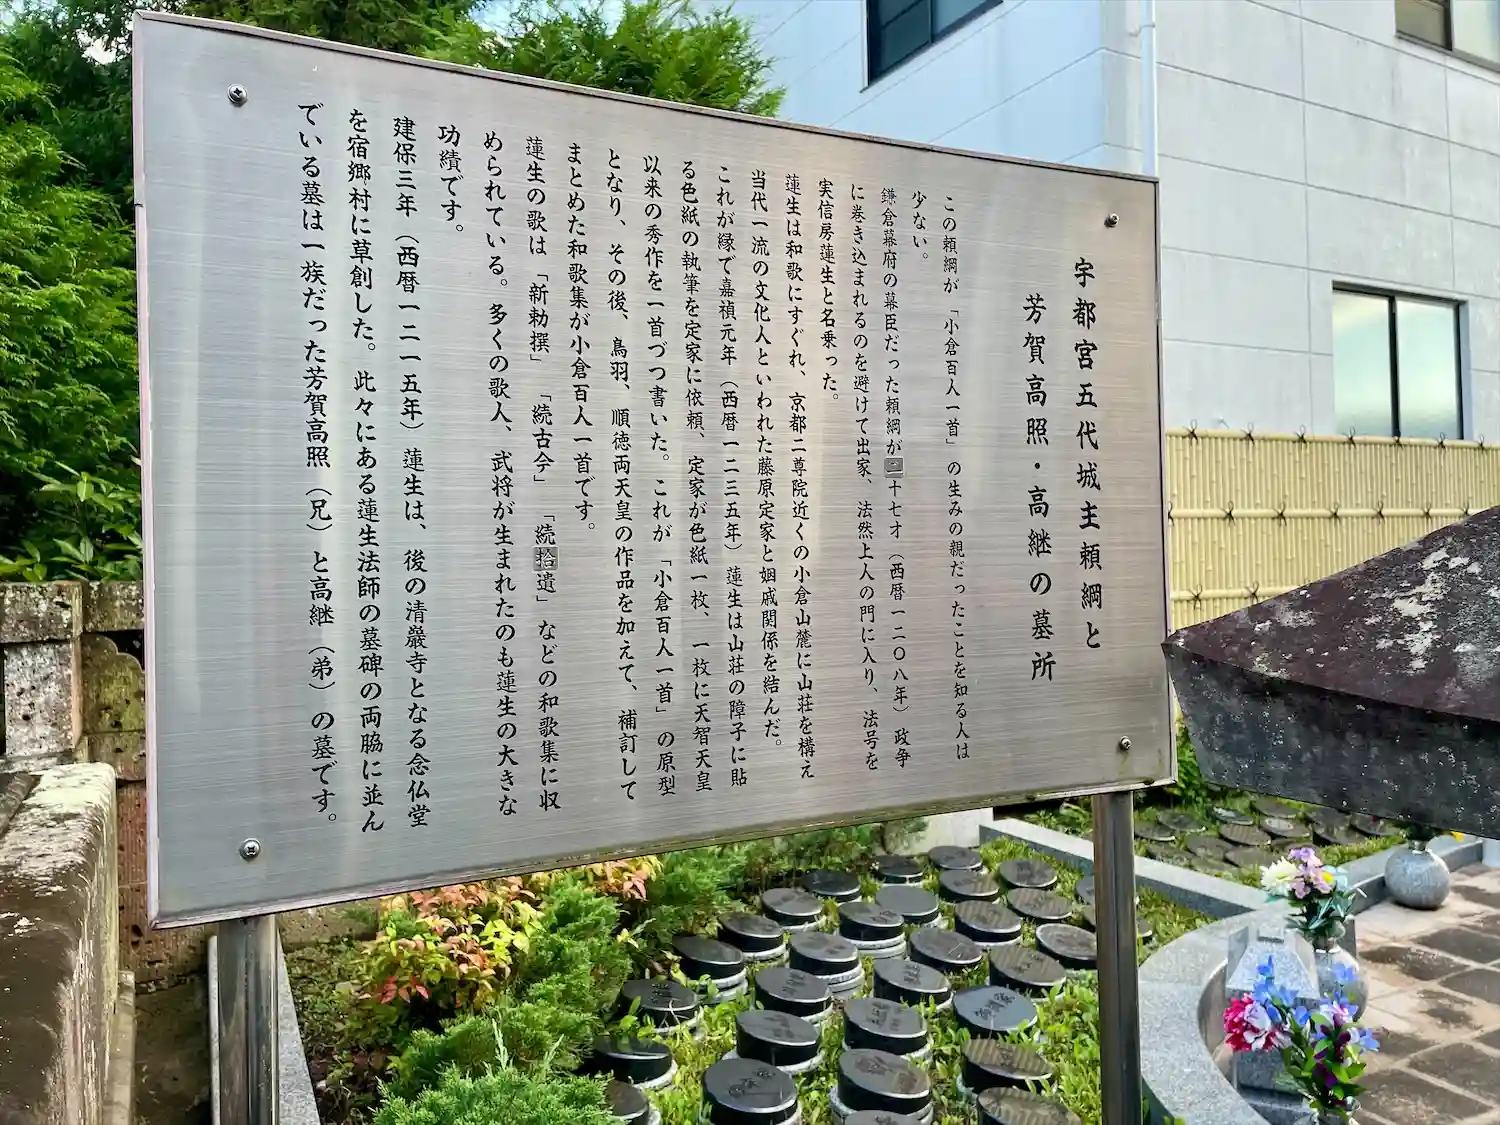 宇都宮五代城主頼綱と
芳賀高照・高継の墓所
この頼綱が「小倉百人一首」の生みの親だったことを知る人は
少ない。
鎌倉幕府の幕臣だった頼綱が二十七才(西暦一二〇八年)政争
に巻き込まれるのを避けて出家、法然上人の門に入り、法号を
実信房蓮生と名乗った。
蓮生は和歌にすぐれ、京都二尊院近くの小倉山麓に山荘を構え
当代一流の文化人といわれた藤原定家と姻戚関係を結んだ。
これが縁で嘉禎元年(西暦一二三五年)蓮生は山荘の障子に貼
る色紙の執筆を定家に依頼、定家が色紙一枚、一枚に天智天皇
以来の秀作を一首づつ書いた。これが「小倉百人一首」の原型
となり、その後、鳥羽、順徳両天皇の作品を加えて、補訂して
まとめた和歌集が小倉百人一首です。
蓮生の歌は「新勅撰」「続古今」「続拾遺」などの和歌集に収
められている。多くの歌人、武将が生まれたのも蓮生の大きな
功績です。
建保三年(西暦一二一五年)蓮生は、後の清巌寺となる念仏堂
を宿郷村に草創した。此々にある蓮生法師の墓碑の両脇に並ん
でいる墓は一族だった芳賀高照(兄)と高継(弟)の墓です。